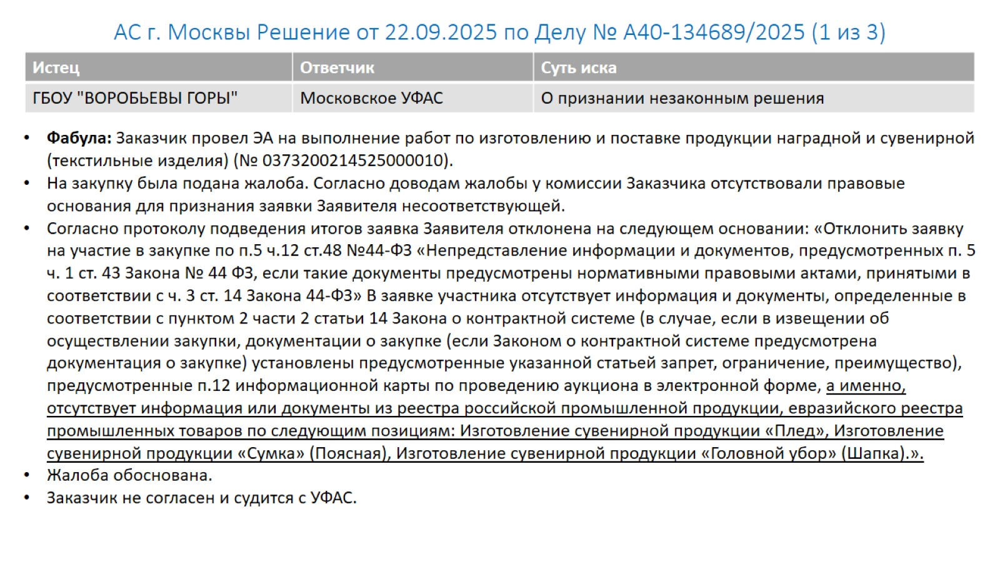 АС г. Москвы Решение от 22.09.2025 по Делу № А40-134689/2025 (1 из 3)
Истец Ответчик Суть иска
ГБОУ "ВОРОБЬЕВЫ ГОРЫ" Московское УФАС О признании незаконным решения
• Фабула: Заказчик провел ЭА на выполнение работ по изготовлению и поставке продукции наградной и сувенирной
(текстильные изделия) (№ 0373200214525000010).
• На закупку была подана жалоба. Согласно доводам жалобы у комиссии Заказчика отсутствовали правовые
основания для признания заявки Заявителя несоответствующей.
• Согласно протоколу подведения итогов заявка Заявителя отклонена на следующем основании: «Отклонить заявку
на участие в закупке по п.5 ч.12 ст.48 №44-ФЗ «Непредставление информации и документов, предусмотренных п. 5
ч. 1 ст. 43 Закона № 44 ФЗ, если такие документы предусмотрены нормативными правовыми актами, принятыми в
соответствии с ч. 3 ст. 14 Закона 44-ФЗ» В заявке участника отсутствует информация и документы, определенные в
соответствии с пунктом 2 части 2 статьи 14 Закона о контрактной системе (в случае, если в извещении об
осуществлении закупки, документации о закупке (если Законом о контрактной системе предусмотрена
документация о закупке) установлены предусмотренные указанной статьей запрет, ограничение, преимущество),
предусмотренные п.12 информационной карты по проведению аукциона в электронной форме, а именно,
отсутствует информация или документы из реестра российской промышленной продукции, евразийского реестра
промышленных товаров по следующим позициям: Изготовление сувенирной продукции «Плед», Изготовление
сувенирной продукции «Сумка» (Поясная), Изготовление сувенирной продукции «Головной убор» (Шапка).».
• Жалоба обоснована.
• Заказчик не согласен и судится с УФАС.